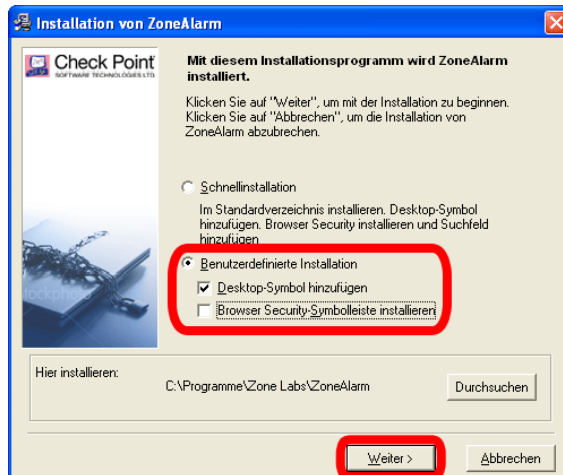 Installation von ZoneAlarm
Check Point
SOFTWARE TECHNOLOGIES LTD.
Mit diesem Installationsprogramm wird ZoneAlarm
installiert.
Klicken Sie auf "Weiter", um mit der Installation zu beginnen.
Klicken Sie auf "Abbrechen", um die Installation von
ZoneAlarm abzubrechen.
Schnellinstallation
Im Standardverzeichnis installieren. Desktop-Symbol
hinzufügen. Browser Security installieren und Suchfeld
hinzufügen
Benutzerdefinierte Installation
Desktop-Symbol hinzufügen
Browser Security-Symbolleiste installieren
Hier installieren:
C:\Programme\Zone Labs\ZoneAlarm
Durchsuchen
Weiter >
Abbrechen